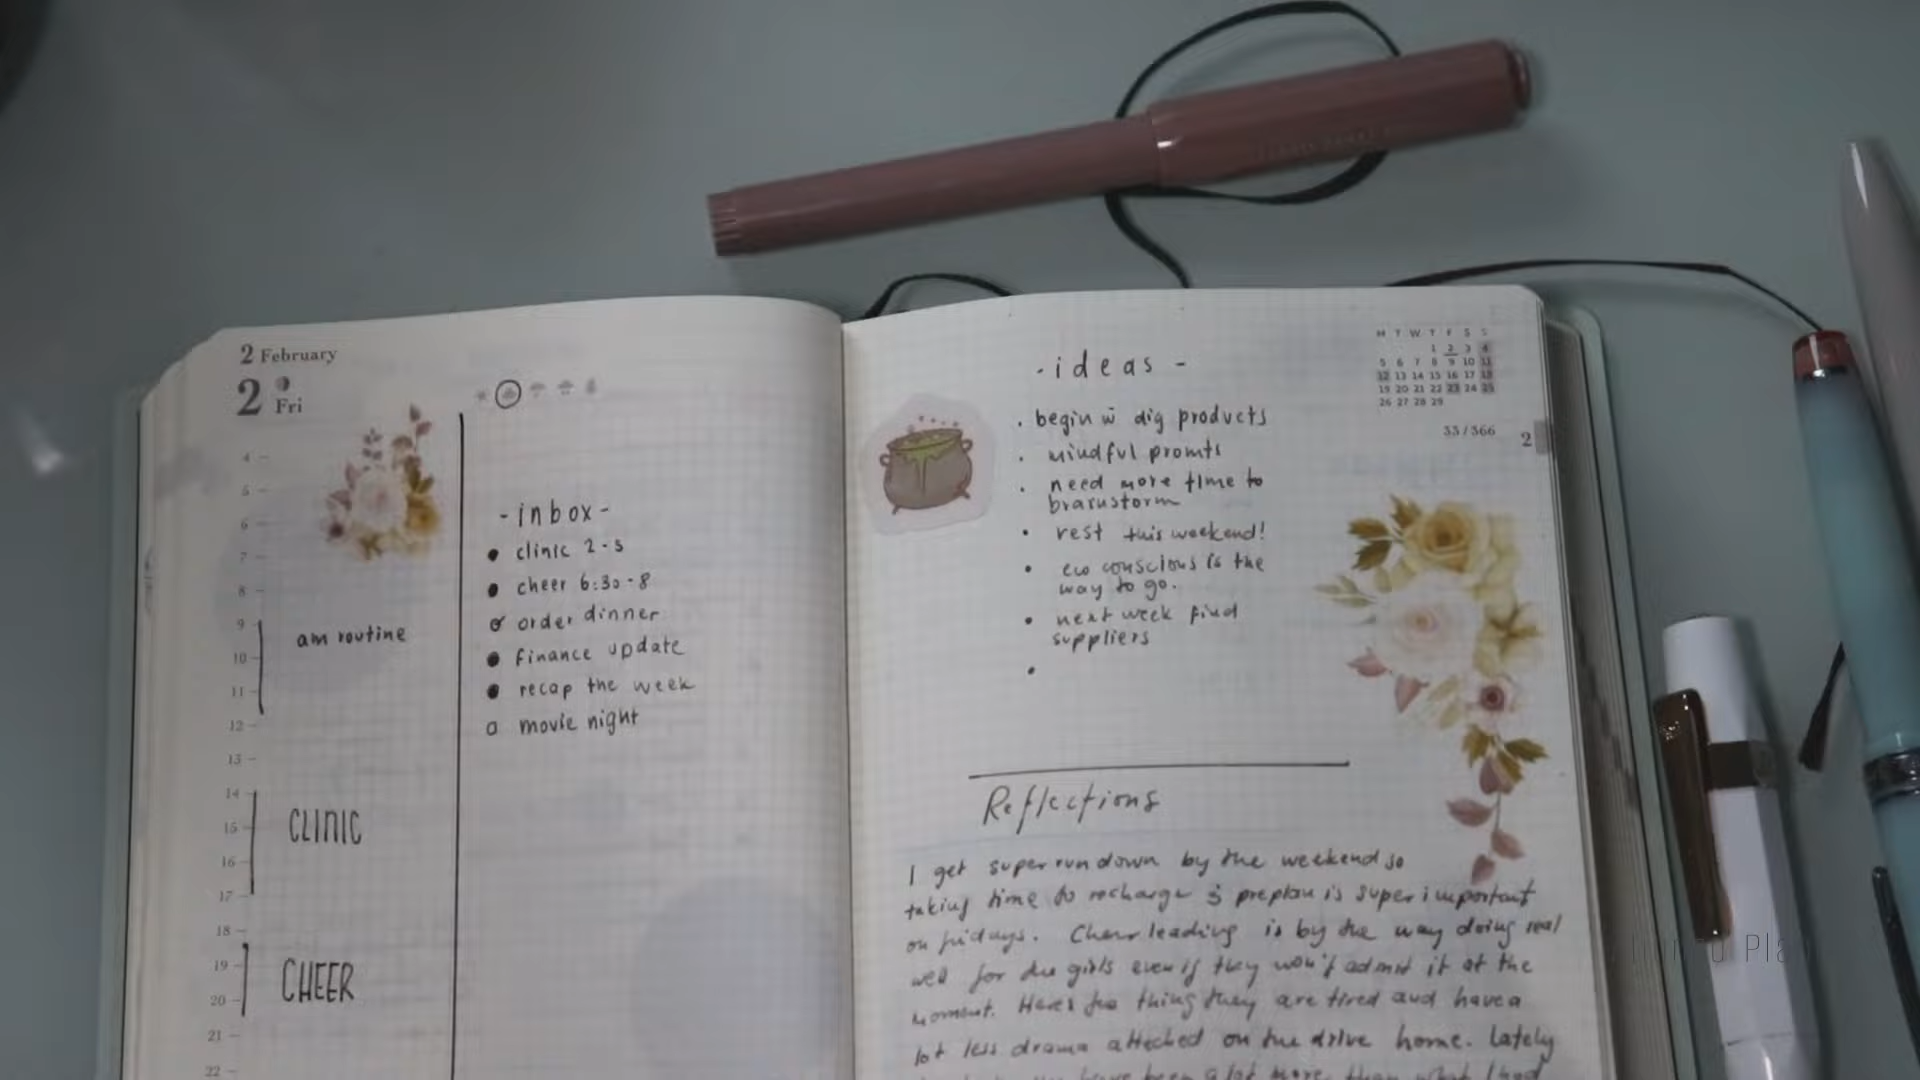 2 February
2 Fri
4
5
6
7
8
9
10
11
12
13
14
15
16
17
18
19
20
21
22
am routine
CLINIC
CHEER
-inbox-
clinic 2-5
cheer 6:30-8
order dinner
finance update
recap the week
movie night
-ideas-
begin w dig products
mindful promts
need more time to
brainstorm
rest this weekend!
eco conscious is the
way to go.
next week find
suppliers
M T W T F S S
1 2 3 4
5 6 7 8 9 10 11
12 13 14 15 16 17 18
19 20 21 22 23 24 25
26 27 28 29
33/366
2
Reflections
I get super run down by the weekend so
taking time to recharge & preplan is super important
on fridays. Cheerleading is by the way doing real
well for the girls even if they won't admit it at the
moment. thing they are tired and have a
lot less drama attached on the drive home. Lately
have been a lot more than what I had